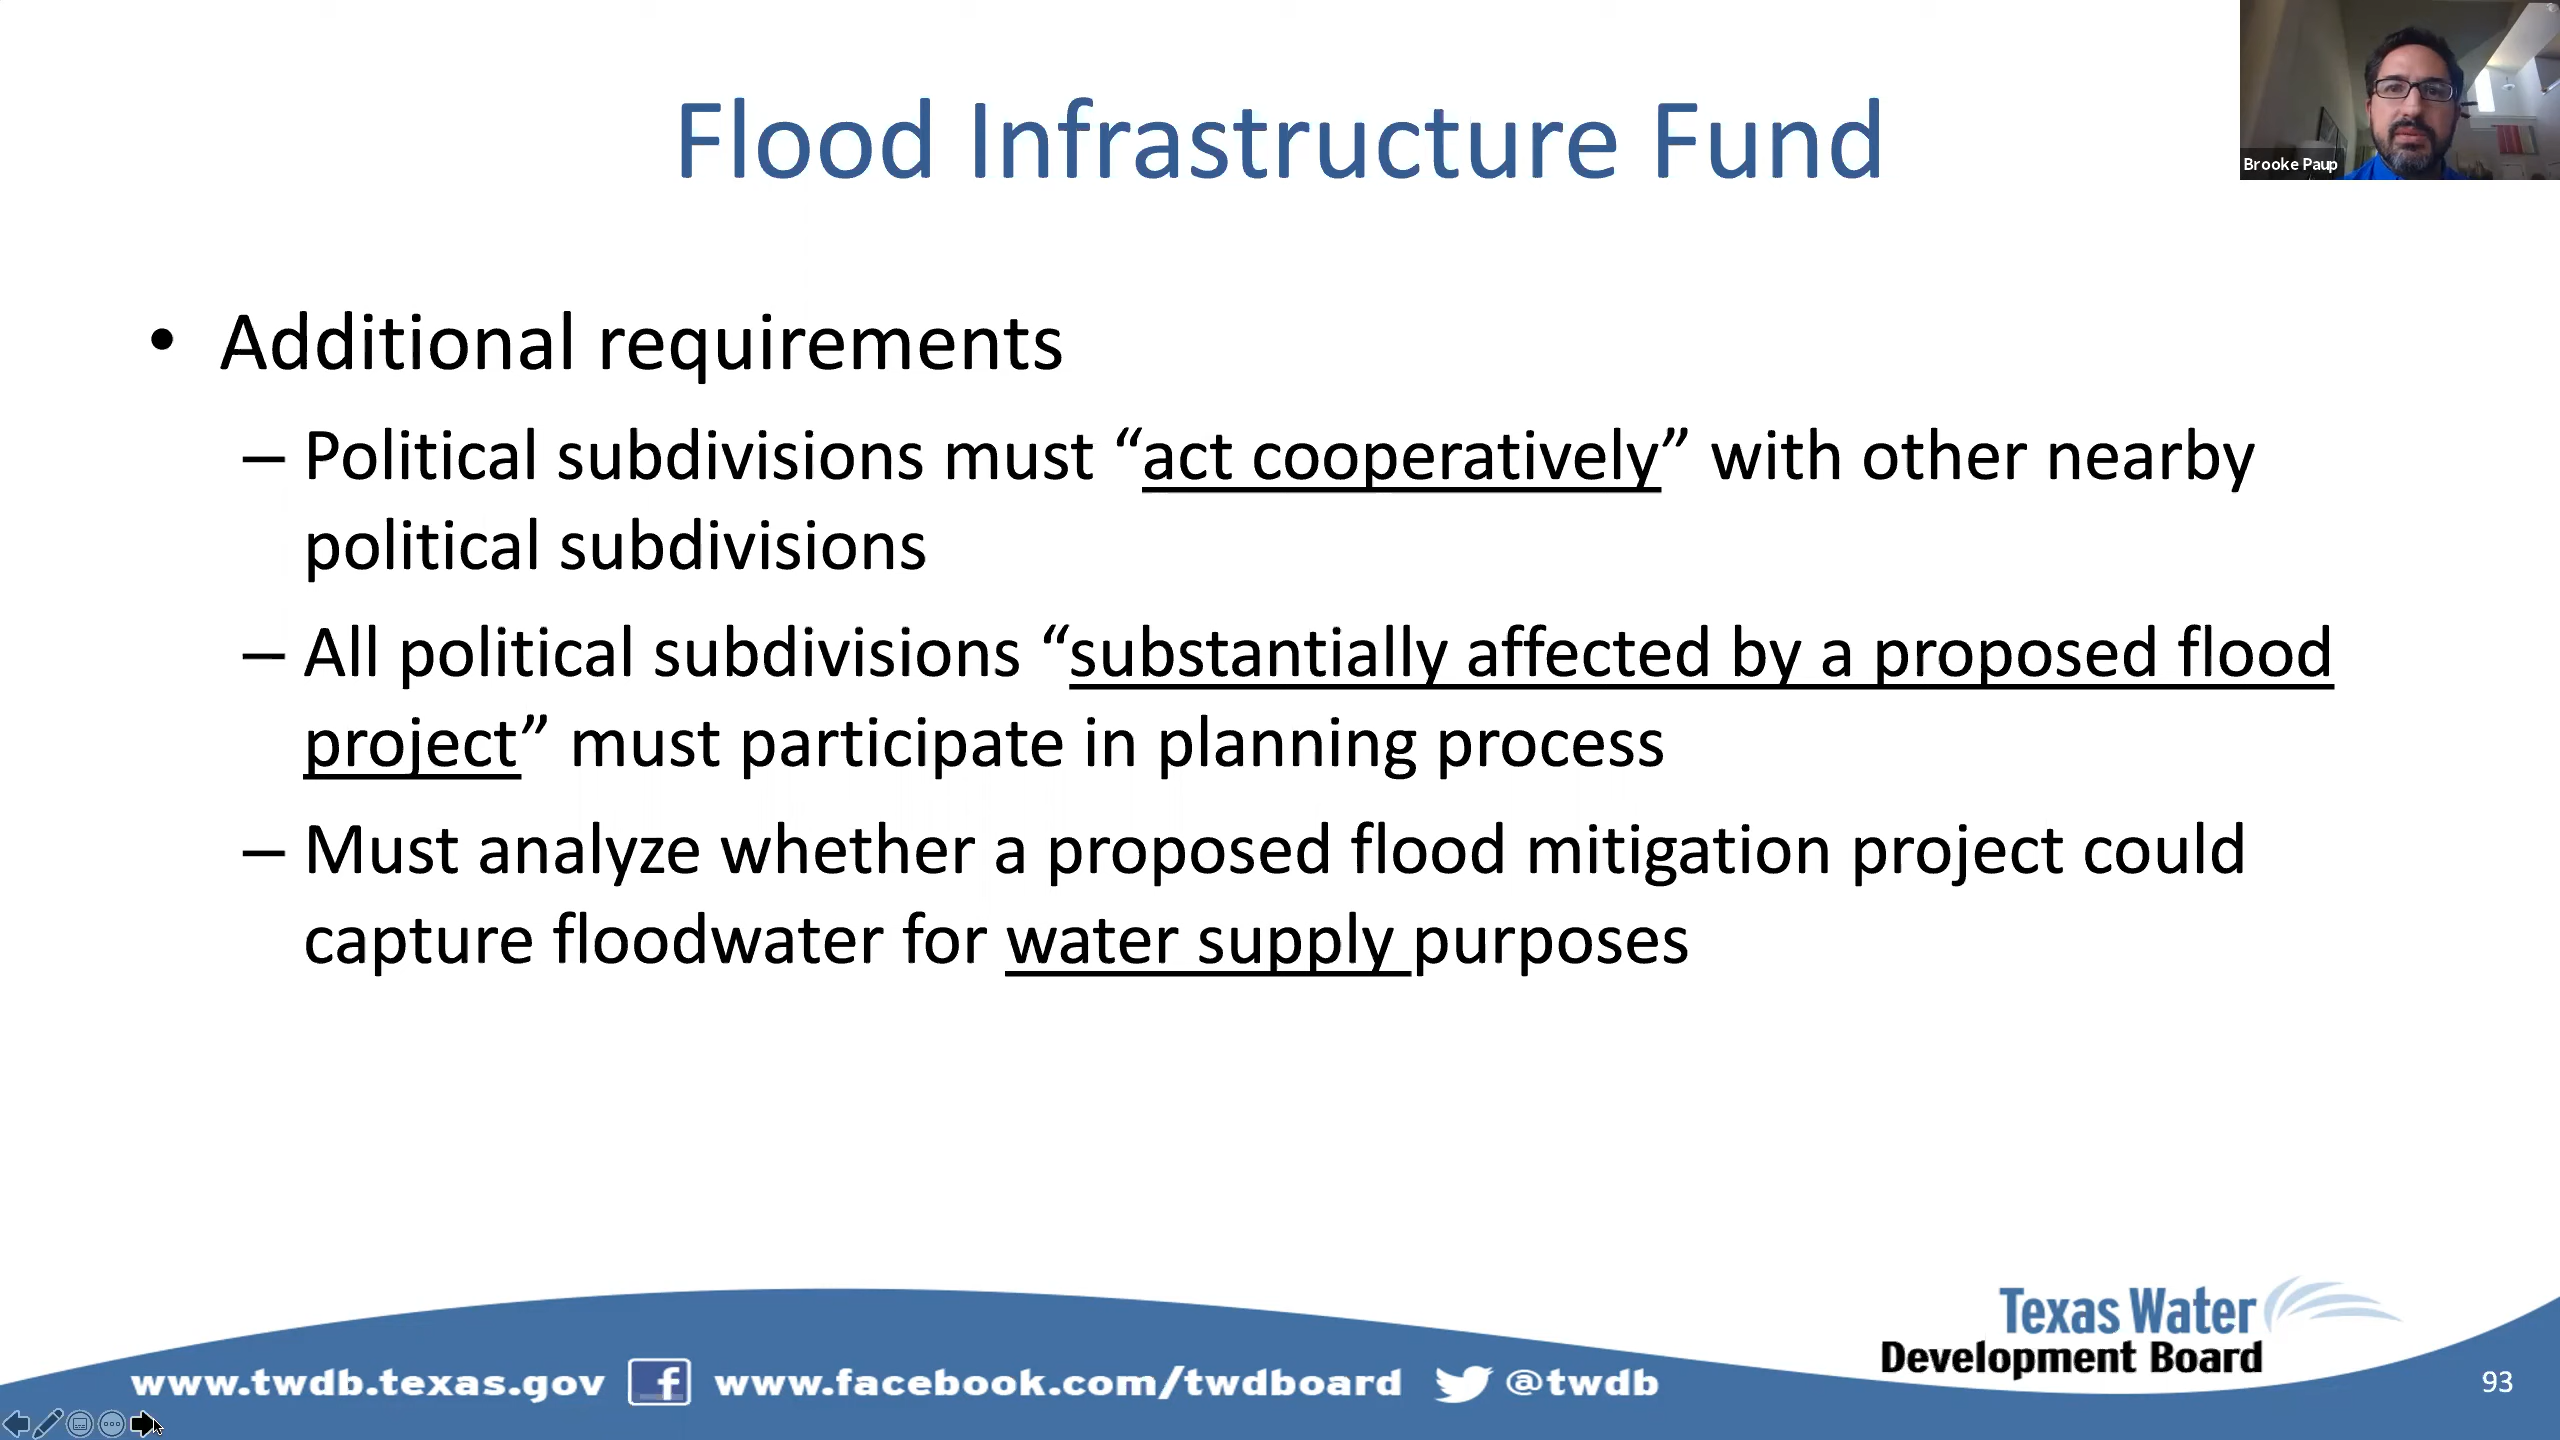 Flood Infrastructure Fund
Brooke Paup
• Additional requirements
– Political subdivisions must “act cooperatively” with other nearby
political subdivisions
– All political subdivisions “substantially affected by a proposed flood
project” must participate in planning process
– Must analyze whether a proposed flood mitigation project could
capture floodwater for water supply purposes
Texas Water
Development Board
www.twdb.texas.gov f www.facebook.com/twdboard @twdb
93